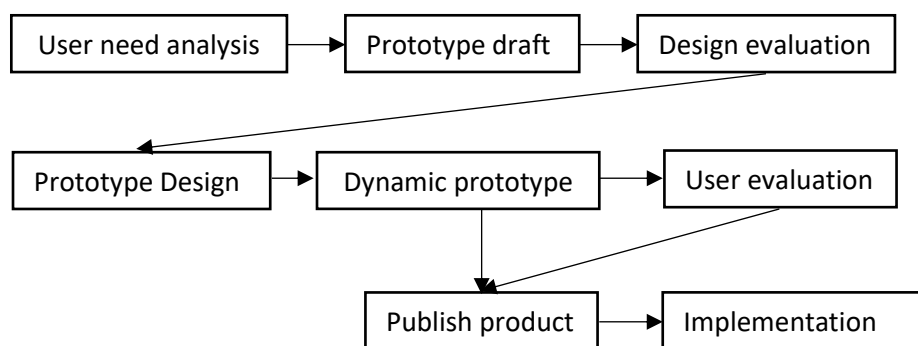 User need analysis
Prototype draft
Design evaluation
Prototype Design
Dynamic prototype
User evaluation
Publish product
Implementation